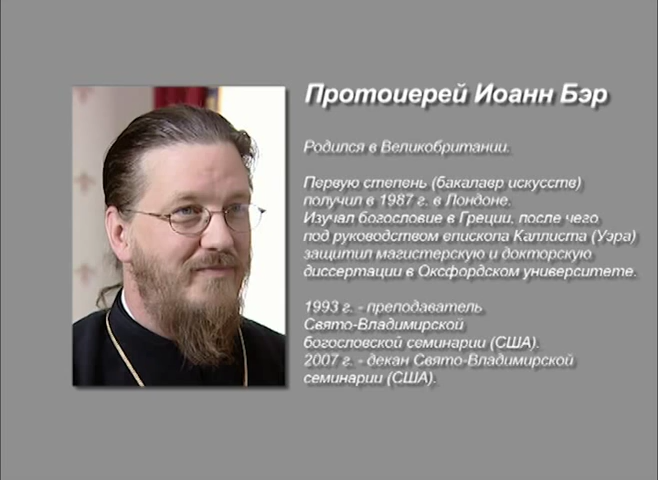 Протоиерей Иоанн Бэр
Родился в Великобритании.
Первую степень (бакалавр искусств)
получил в 1987 г. в Лондоне.
Изучал богословие в Греции, после чего
под руководством епископа Каллиста (Уэра)
защитил магистерскую и докторскую
диссертации в Оксфордском университете.
1993 г. - преподаватель
Свято-Владимирской
богословской семинарии (США).
2007 г. - декан Свято-Владимирской
семинарии (США).